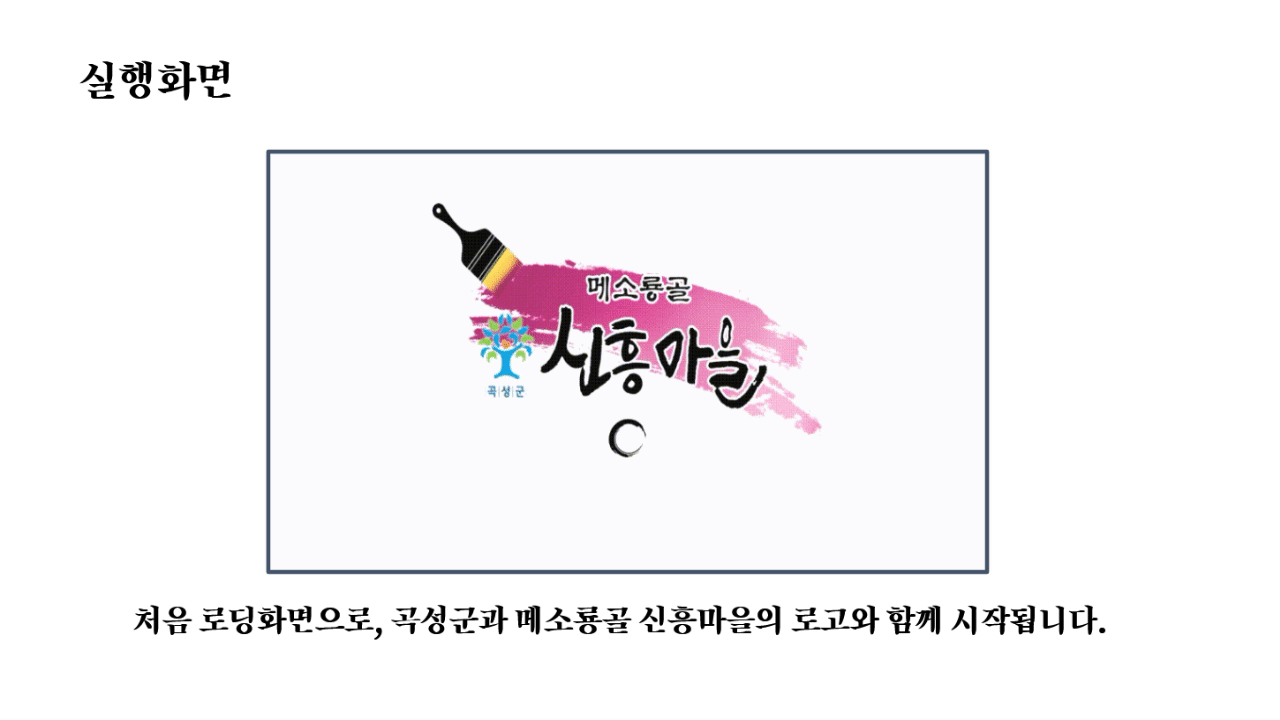 실행화면
메소룡골
신흥마을
곡|성|군
처음 로딩화면으로, 곡성군과 메소룡골 신흥마을의 로고와 함께 시작됩니다.